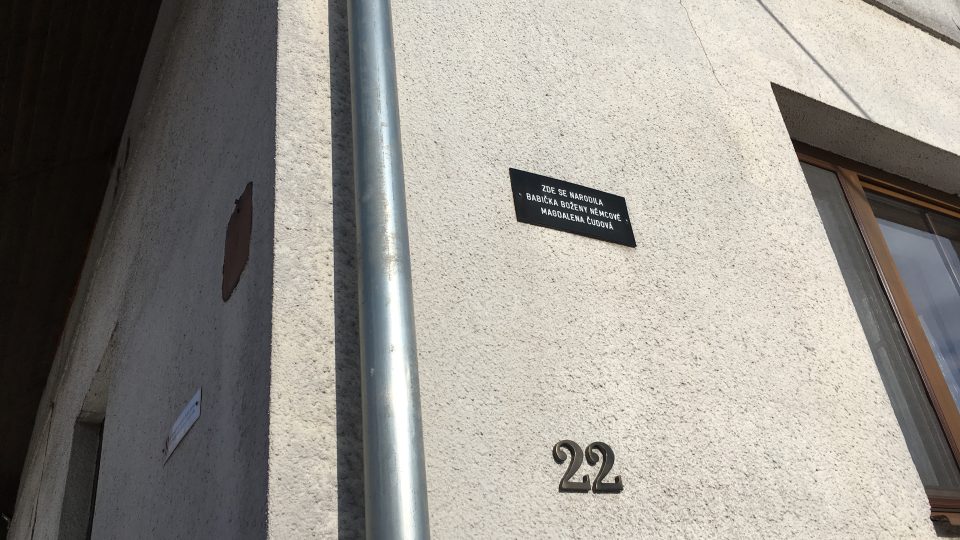 ZDE SE NARODILA
BABIČKA BOŽENY NĚMCOVÉ
MAGDALENA ČUDOVÁ
22